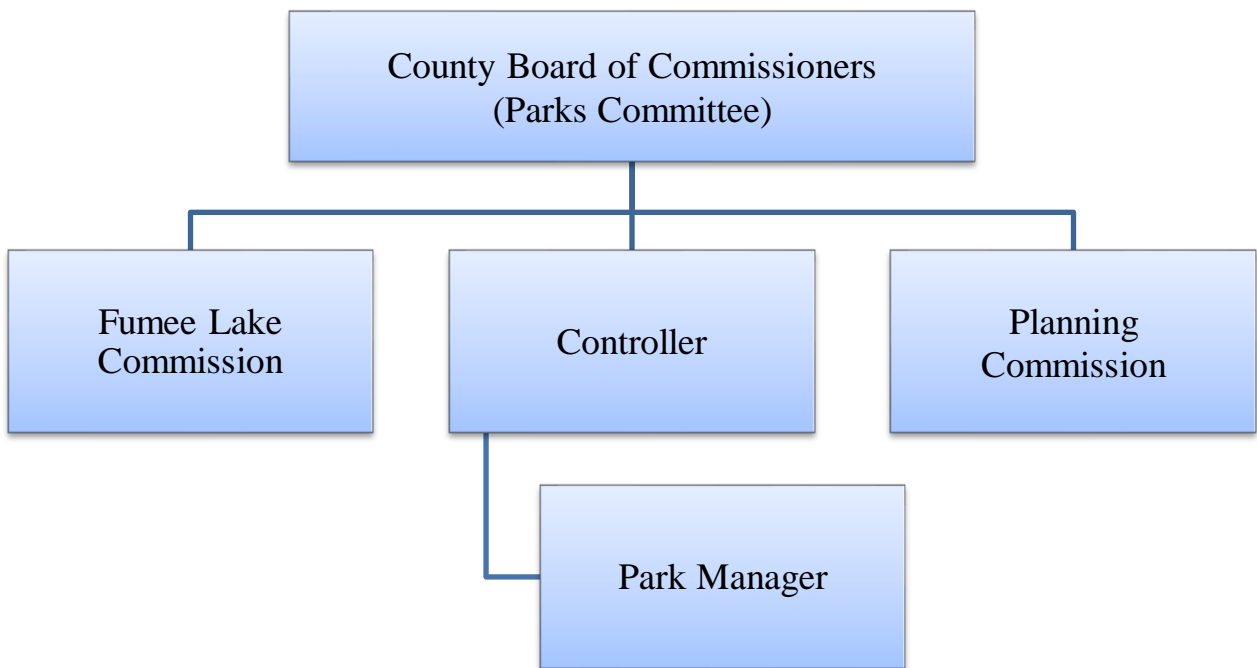 County Board of Commissioners
(Parks Committee)
Fumee Lake
Commission
Controller
Planning
Commission
Park Manager